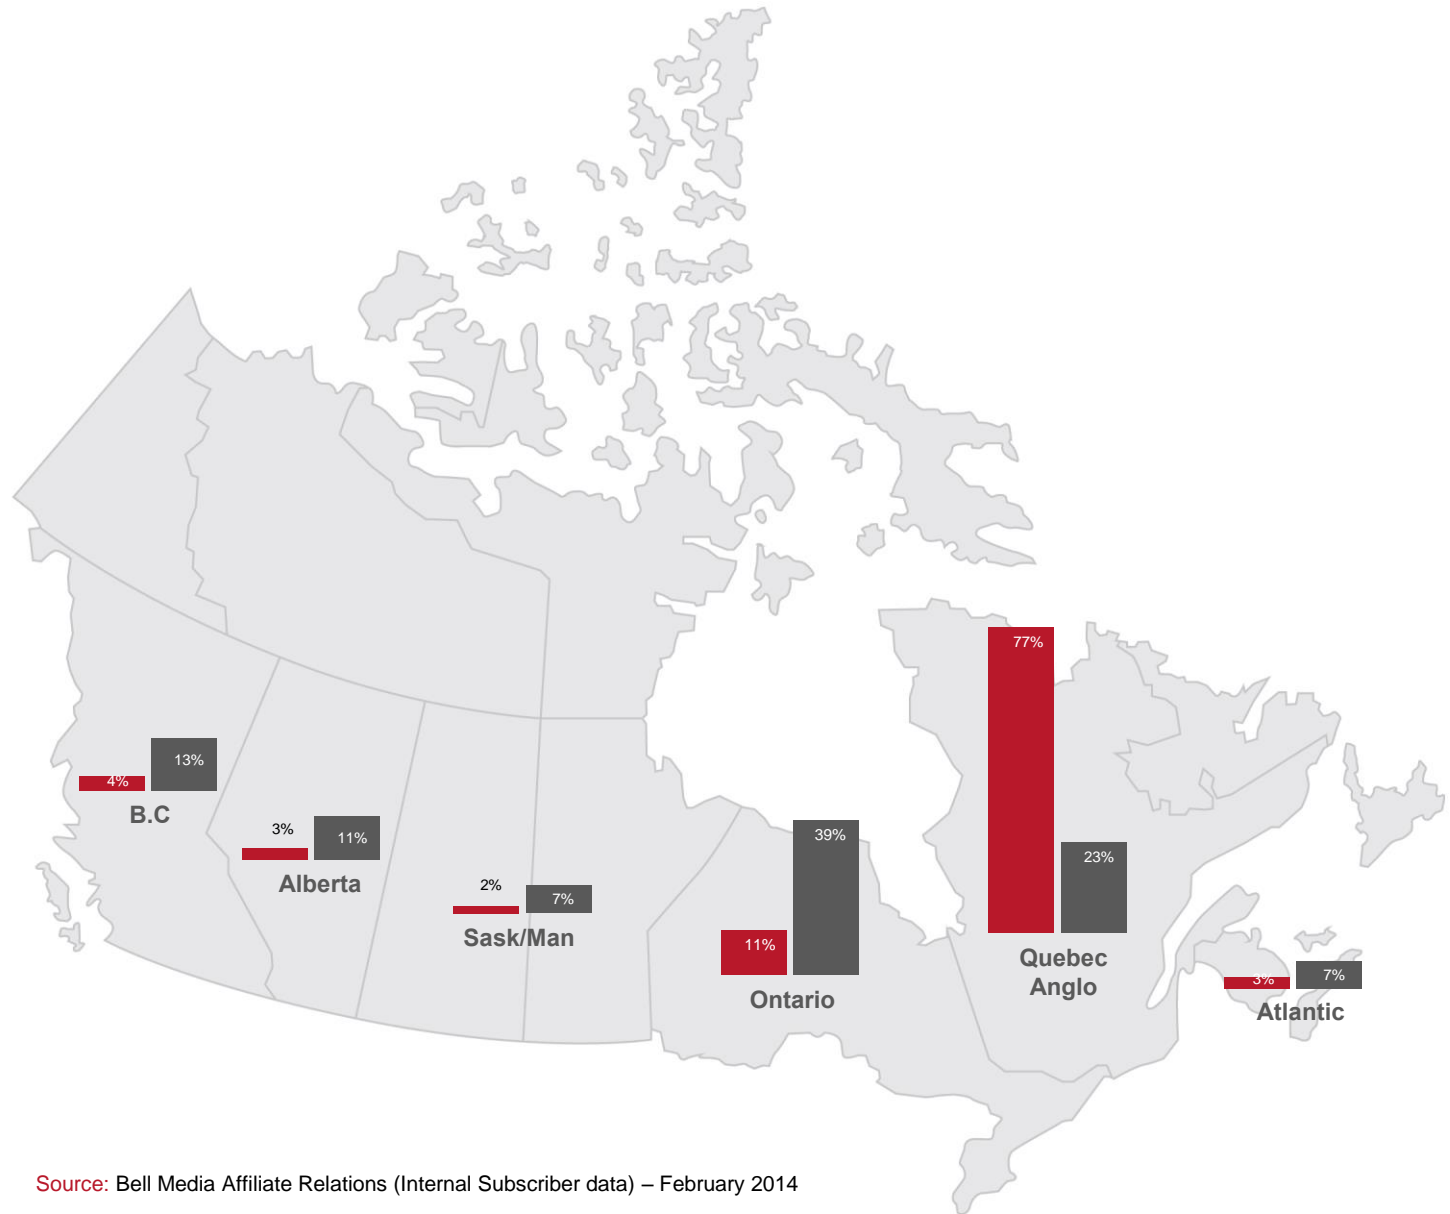 77%
13%
4%
B.C
3%
11%
Alberta
2%
7%
Sask/Man
39%
11%
Ontario
23%
Quebec
Anglo
3%
7%
Atlantic
Source: Bell Media Affiliate Relations (Internal Subscriber data) – February 2014